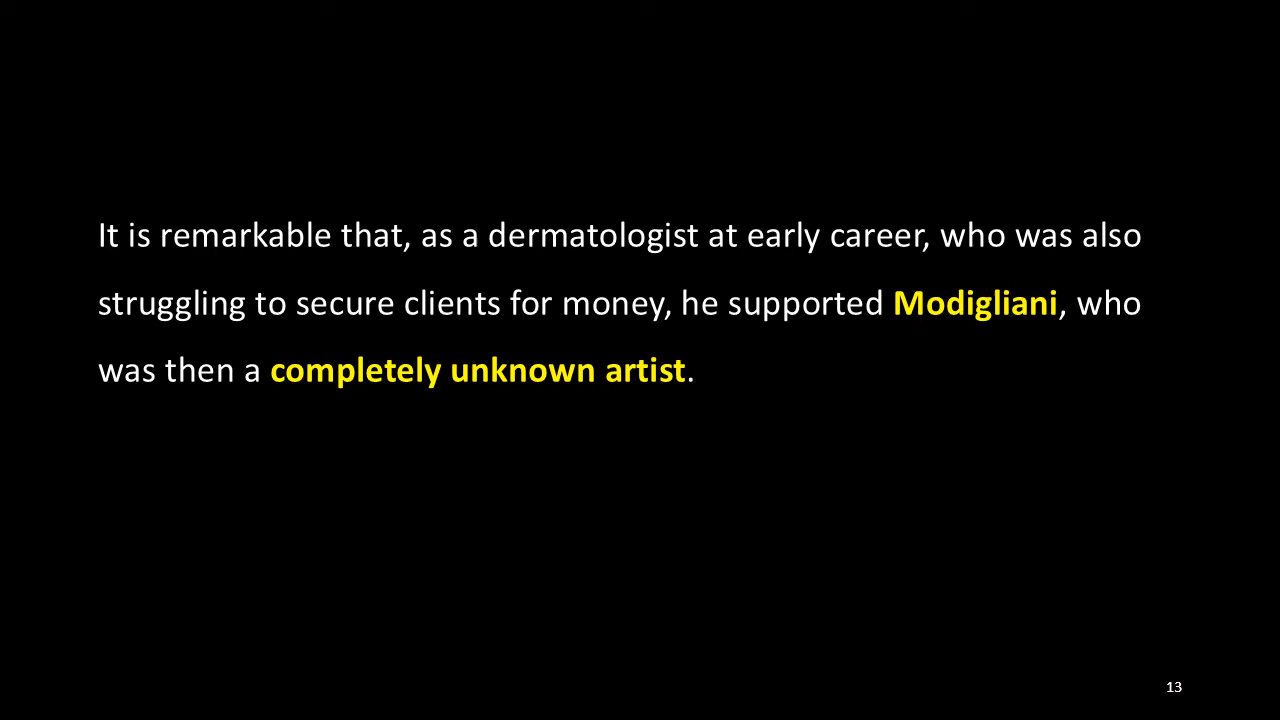 It is remarkable that, as a dermatologist at early career, who was also
struggling to secure clients for money, he supported Modigliani, who
was then a completely unknown artist.
13